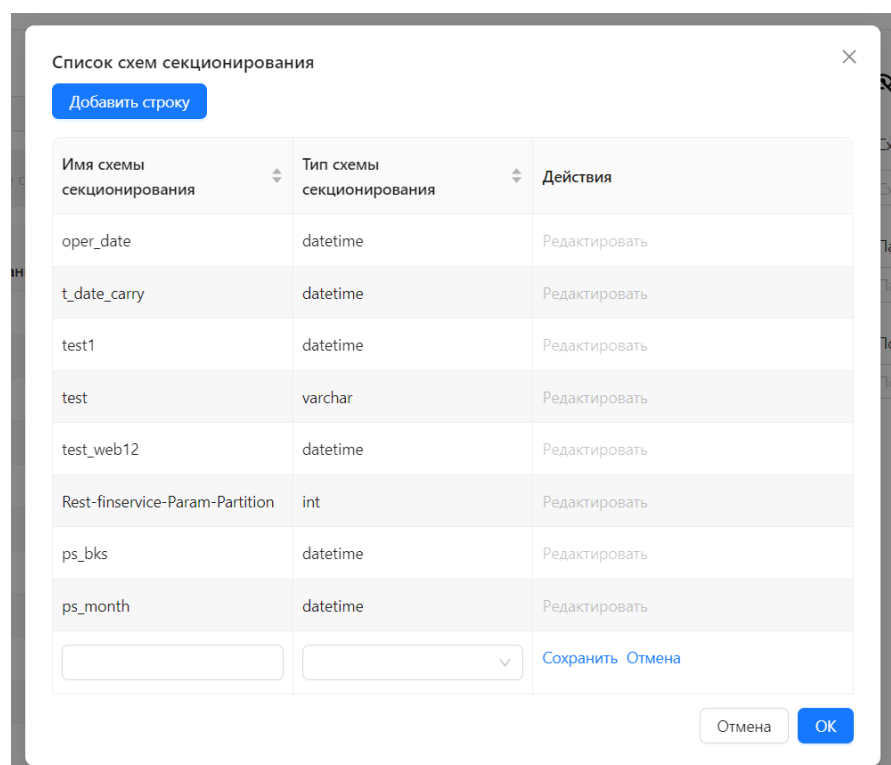 Список схем секционирования
Добавить строку
Имя схемы секционирования Тип схемы секционирования Действия
oper_date datetime Редактировать
t_date_carry datetime Редактировать
test1 datetime Редактировать
test varchar Редактировать
test_web12 datetime Редактировать
Rest-finservice-Param-Partition int Редактировать
ps_bks datetime Редактировать
ps_month datetime Редактировать
Сохранить Отмена
Отмена OK